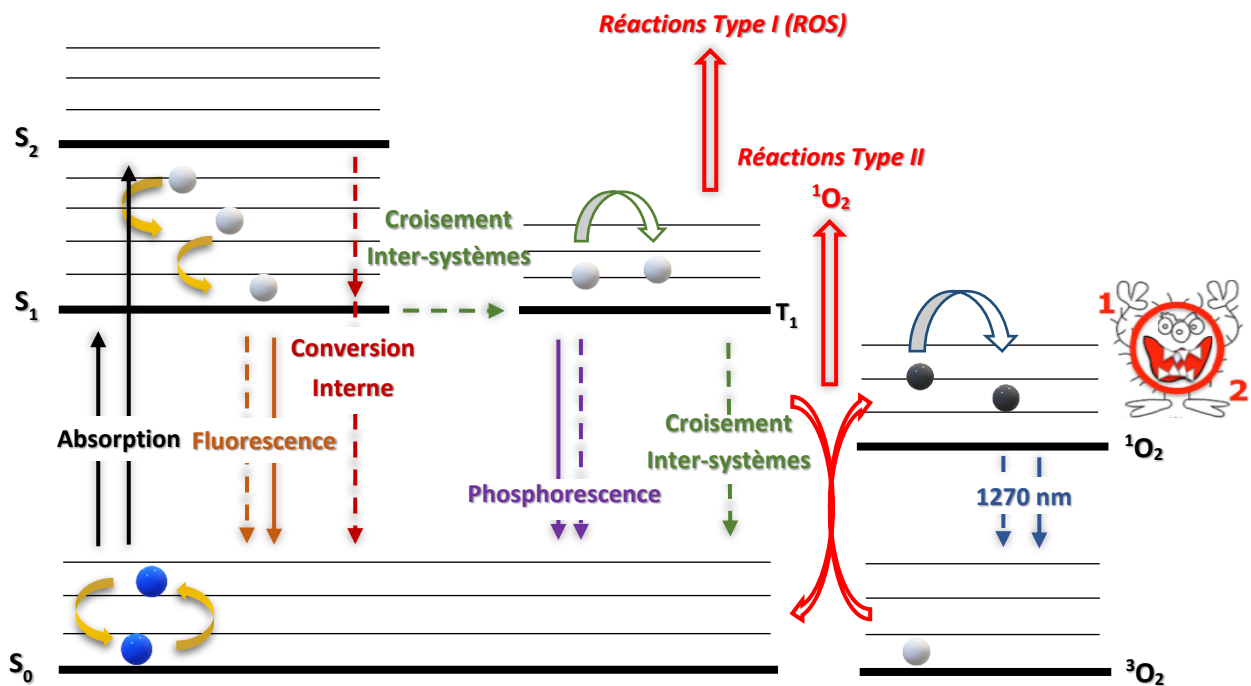 Réactions Type I (ROS)
S₂
Réactions Type II
¹O₂
Croisement
Inter-systèmes
S₁
T₁
1
2
Conversion
Interne
Absorption
Fluorescence
Croisement
Inter-systèmes
¹O₂
Phosphorescence
1270 nm
S₀
³O₂